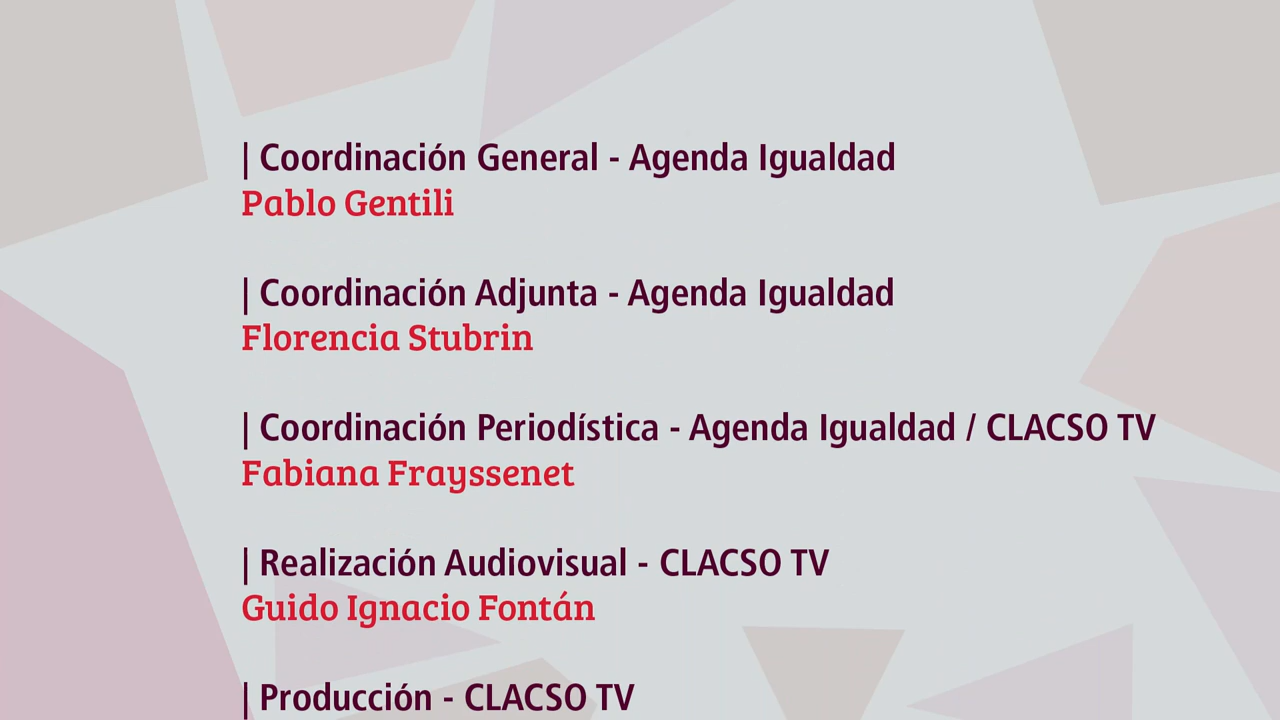 | Coordinación General - Agenda Igualdad
Pablo Gentili
| Coordinación Adjunta - Agenda Igualdad
Florencia Stubrin
| Coordinación Periodística - Agenda Igualdad / CLACSO TV
Fabiana Frayssenet
| Realización Audiovisual - CLACSO TV
Guido Ignacio Fontán
| Producción - CLACSO TV